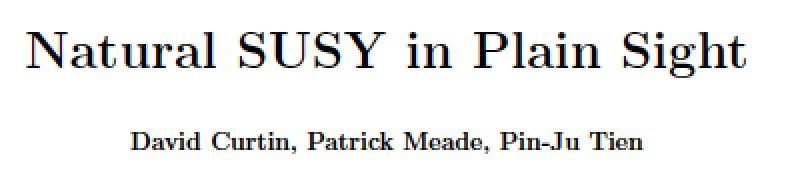 Natural SUSY in Plain Sight
David Curtin, Patrick Meade, Pin-Ju Tien